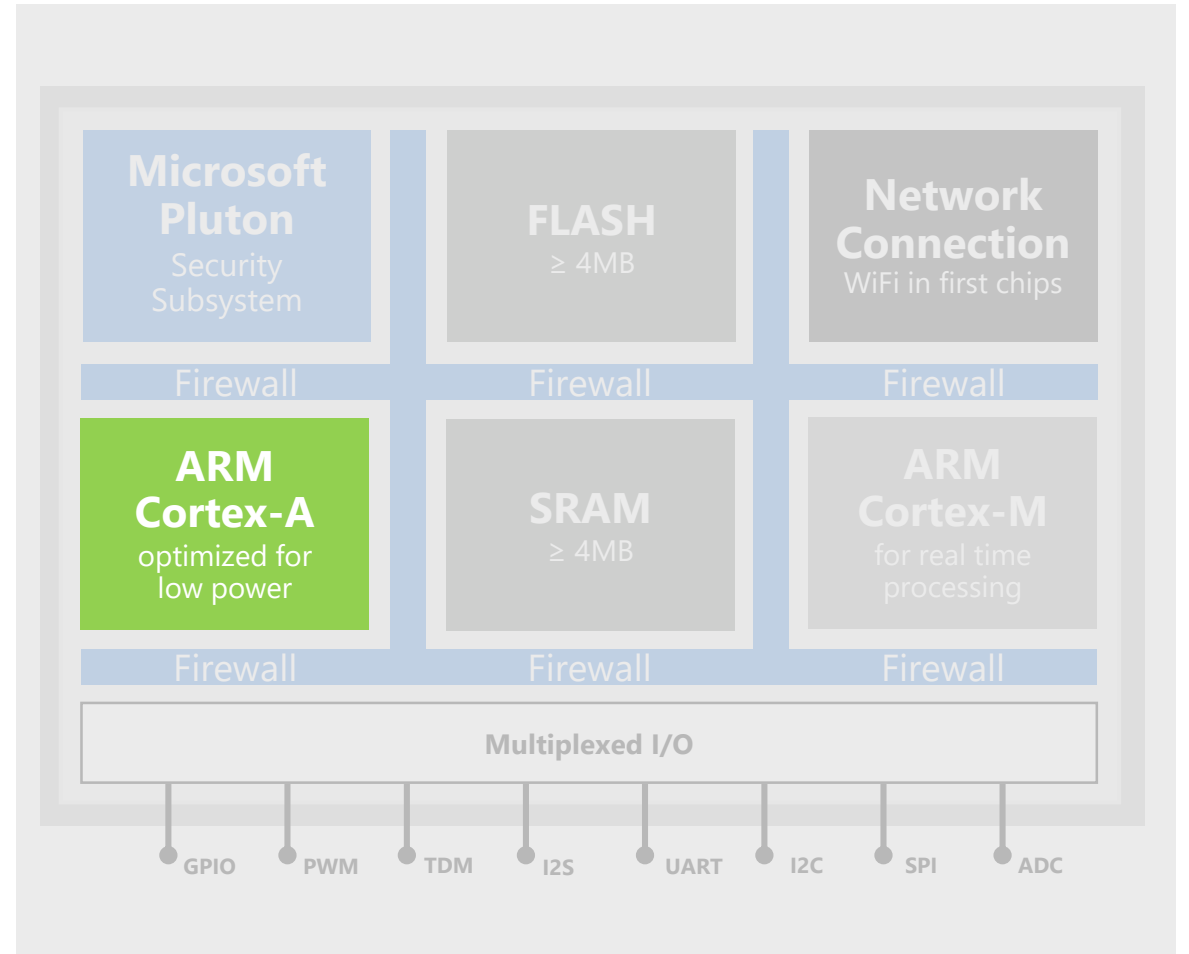 Microsoft
Pluton
Security
Subsystem
FLASH
≥ 4MB
Network
Connection
WiFi in first chips
Firewall
Firewall
Firewall
ARM
Cortex-A
optimized for
low power
SRAM
≥ 4MB
ARM
Cortex-M
for real time
processing
Firewall
Firewall
Firewall
Multiplexed I/O
GPIO
PWM
TDM
I2S
UART
I2C
SPI
ADC